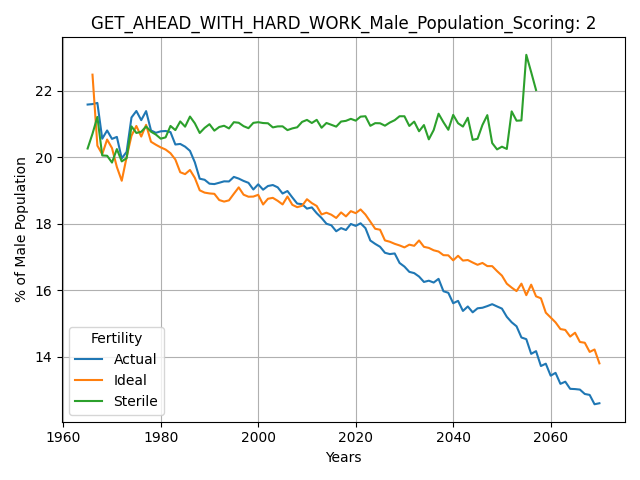 GET_AHEAD_WITH_HARD_WORK_Male_Population_Scoring: 2
% of Male Population
22
20
18
16
14
Fertility
Actual
Ideal
Sterile
1960 1980 2000 2020 2040 2060
Years